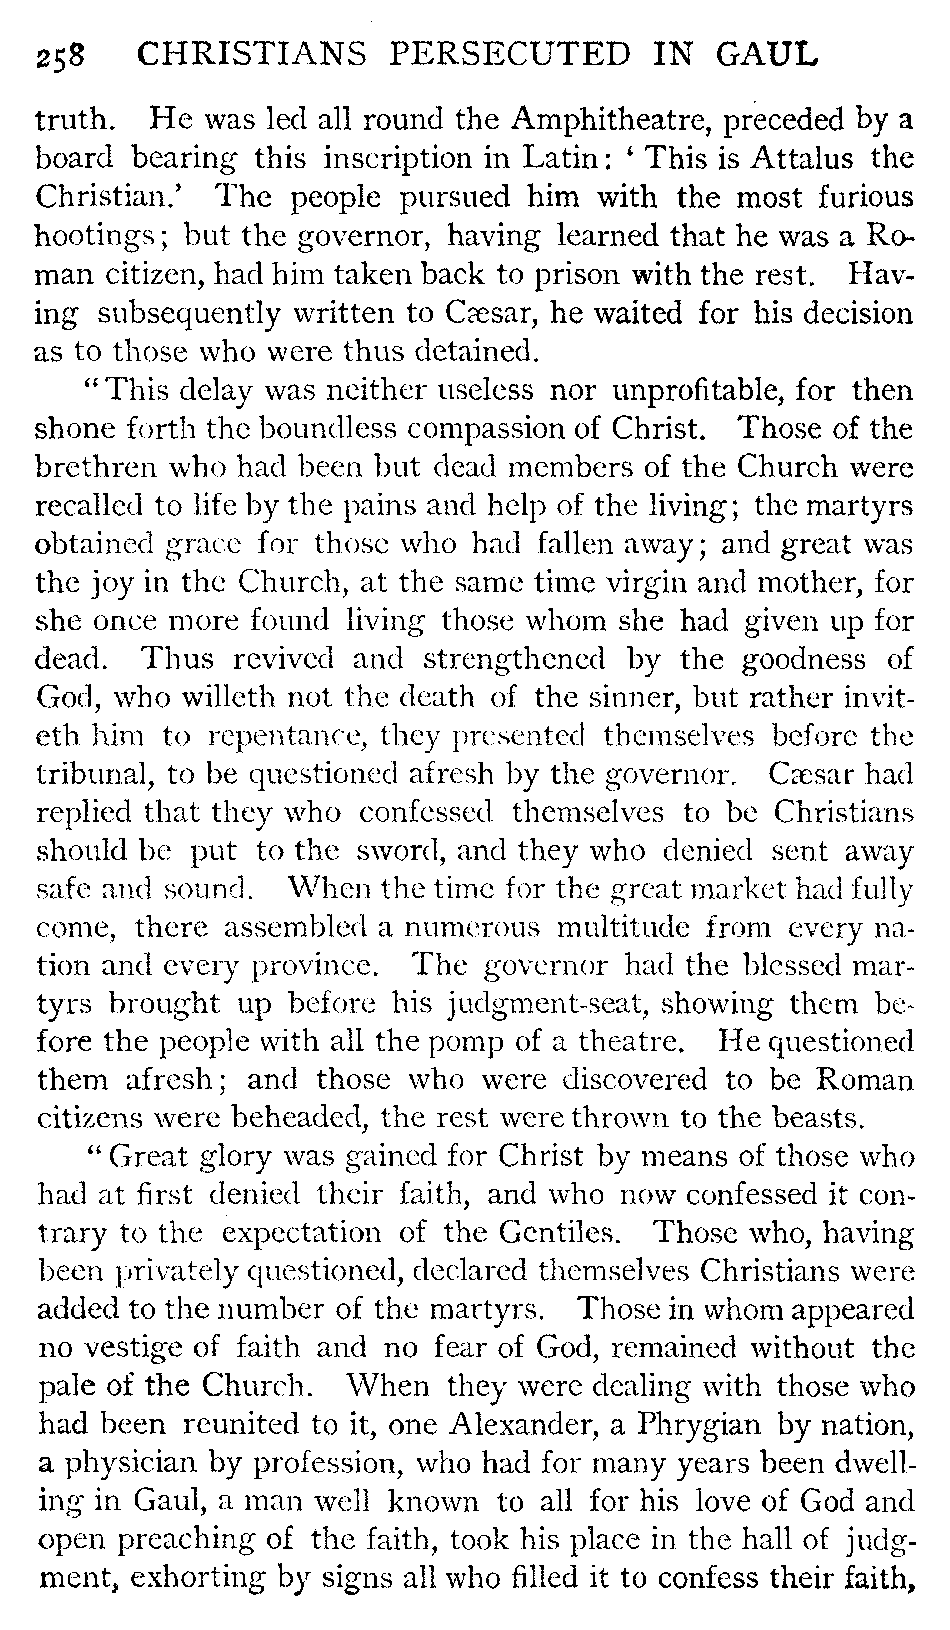 258 CHRISTIANS PERSECUTED IN GAUL
truth. He was led all round the Amphitheatre, preceded by a
board bearing this inscription in Latin: ‘ This is Attalus the
Christian.’ The people pursued him with the most furious
hootings; but the governor, having learned that he was a Ro-
man citizen, had him taken back to prison with the rest. Hav-
ing subsequently written to Cæsar, he waited for his decision
as to those who were thus detained.
“This delay was neither useless nor unprofitable, for then
shone forth the boundless compassion of Christ. Those of the
brethren who had been but dead members of the Church were
recalled to life by the pains and help of the living; the martyrs
obtained grace for those who had fallen away; and great was
the joy in the Church, at the same time virgin and mother, for
she once more found living those whom she had given up for
dead. Thus revived and strengthened by the goodness of
God, who willeth not the death of the sinner, but rather invit-
eth him to repentance, they presented themselves before the
tribunal, to be questioned afresh by the governor. Cæsar had
replied that they who confessed themselves to be Christians
should be put to the sword, and they who denied sent away
safe and sound. When the time for the great market had fully
come, there assembled a numerous multitude from every na-
tion and every province. The governor had the blessed mar-
tyrs brought up before his judgment-seat, showing them be-
fore the people with all the pomp of a theatre. He questioned
them afresh; and those who were discovered to be Roman
citizens were beheaded, the rest were thrown to the beasts.
“Great glory was gained for Christ by means of those who
had at first denied their faith, and who now confessed it con-
trary to the expectation of the Gentiles. Those who, having
been privately questioned, declared themselves Christians were
added to the number of the martyrs. Those in whom appeared
no vestige of faith and no fear of God, remained without the
pale of the Church. When they were dealing with those who
had been reunited to it, one Alexander, a Phrygian by nation,
a physician by profession, who had for many years been dwell-
ing in Gaul, a man well known to all for his love of God and
open preaching of the faith, took his place in the hall of judg-
ment, exhorting by signs all who filled it to confess their faith,